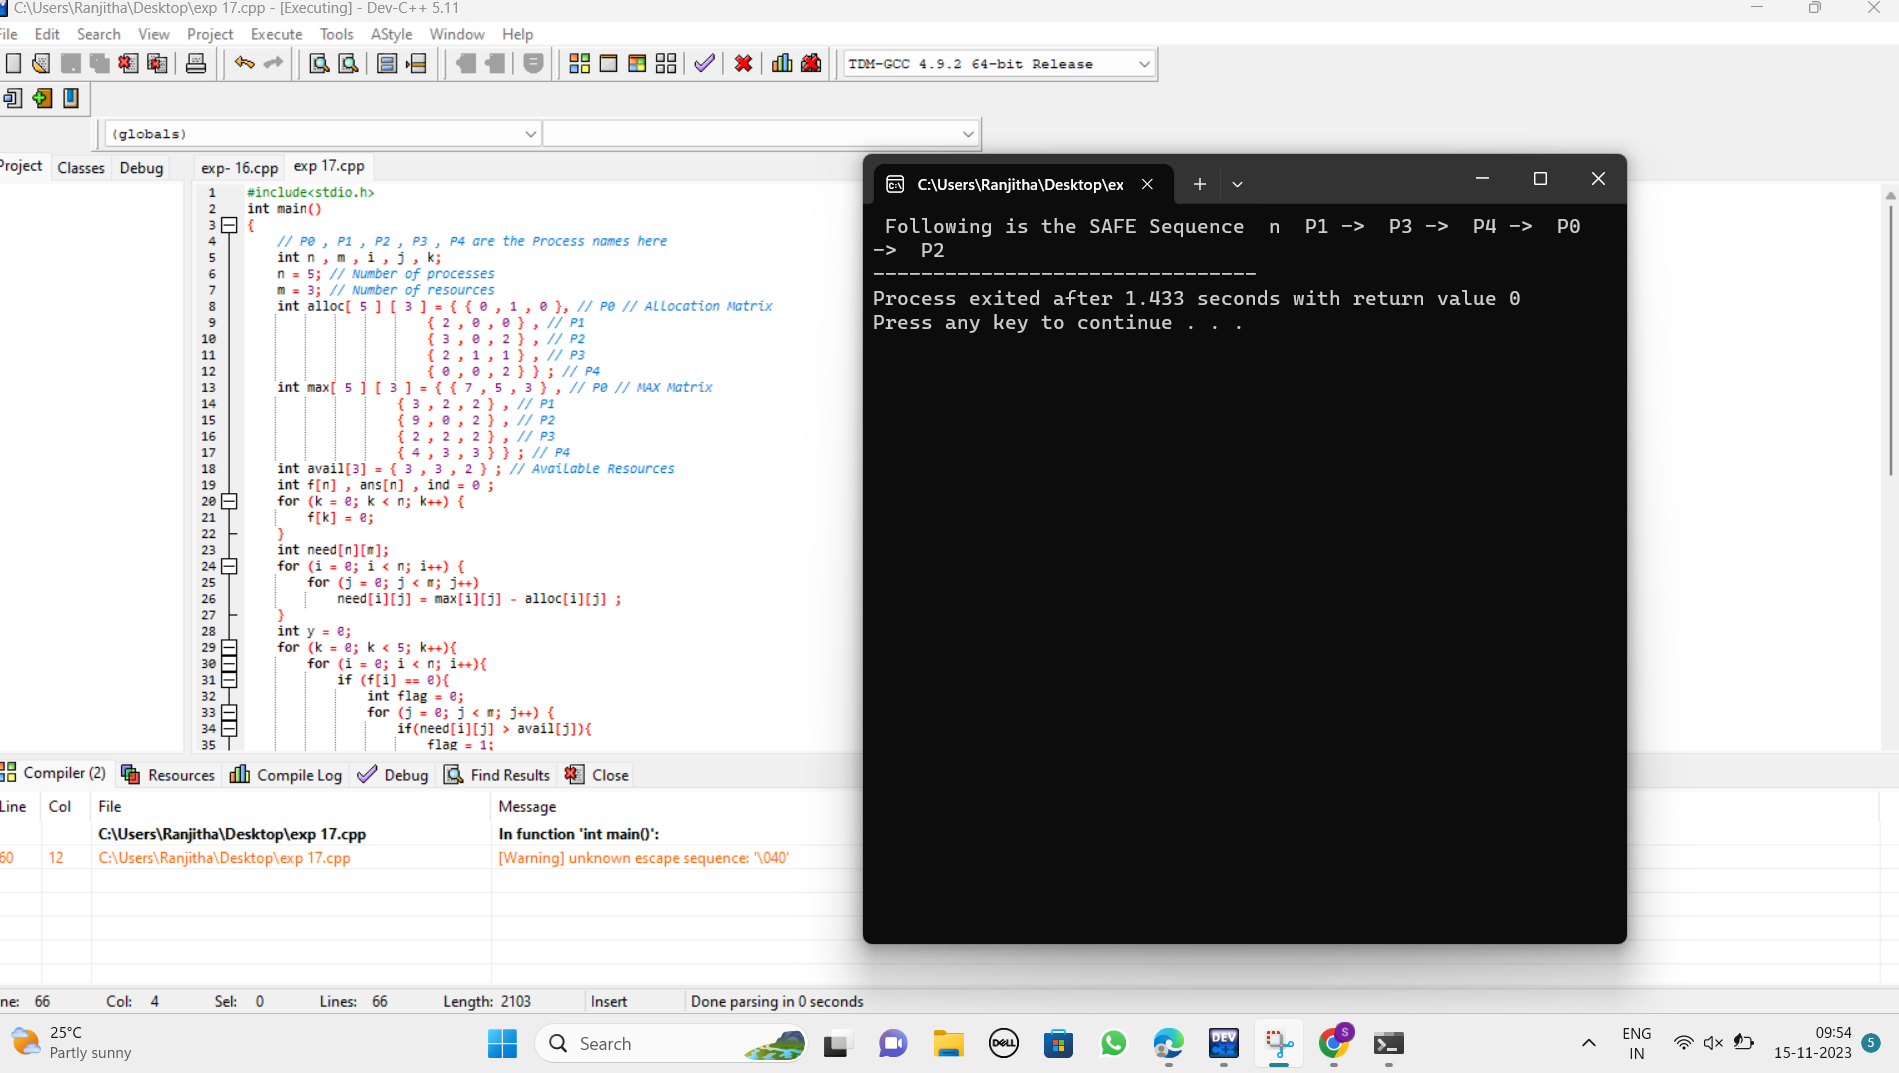 C:\Users\Ranjitha\Desktop\exp 17.cpp - [Executing] - Dev-C++ 5.11
File Edit Search View Project Execute Tools AStyle Window Help
TDM-GCC 4.9.2 64-bit Release
(globals)
Project Classes Debug exp- 16.cpp exp 17.cpp
1 #include<stdio.h>
2 int main()
3 {
4 // P0 , P1 , P2 , P3 , P4 are the Process names here
5 int n , m , i , j , k;
6 n = 5; // Number of processes
7 m = 3; // Number of resources
8 int alloc[ 5 ] [ 3 ] = { { 0 , 1 , 0 }, // P0 // Allocation Matrix
9 { 2 , 0 , 0 } , // P1
10 { 3 , 0 , 2 } , // P2
11 { 2 , 1 , 1 } , // P3
12 { 0 , 0 , 2 } } ; // P4
13 int max[ 5 ] [ 3 ] = { { 7 , 5 , 3 } , // P0 // MAX Matrix
14 { 3 , 2 , 2 } , // P1
15 { 9 , 0 , 2 } , // P2
16 { 2 , 2 , 2 } , // P3
17 { 4 , 3 , 3 } } ; // P4
18 int avail[3] = { 3 , 3 , 2 } ; // Available Resources
19 int f[n] , ans[n] , ind = 0 ;
20 for (k = 0; k < n; k++) {
21 f[k] = 0;
22 }
23 int need[n][m];
24 for (i = 0; i < n; i++) {
25 for (j = 0; j < m; j++)
26 need[i][j] = max[i][j] - alloc[i][j] ;
27 }
28 int y = 0;
29 for (k = 0; k < 5; k++){
30 for (i = 0; i < n; i++){
31 if (f[i] == 0){
32 int flag = 0;
33 for (j = 0; j < m; j++) {
34 if(need[i][j] > avail[j]){
35 flag = 1;
C:\Users\Ranjitha\Desktop\ex
Following is the SAFE Sequence n P1 -> P3 -> P4 -> P0
-> P2
--------------------------------
Process exited after 1.433 seconds with return value 0
Press any key to continue . . .
Compiler (2) Resources Compile Log Debug Find Results Close
Line Col File Message
C:\Users\Ranjitha\Desktop\exp 17.cpp In function 'int main()':
60 12 C:\Users\Ranjitha\Desktop\exp 17.cpp [Warning] unknown escape sequence: '\040'
ne: 66 Col: 4 Sel: 0 Lines: 66 Length: 2103 Insert Done parsing in 0 seconds
25°C
Partly sunny
Search
DELL
DEV
C++
S
ENG
IN
09:54
15-11-2023
5